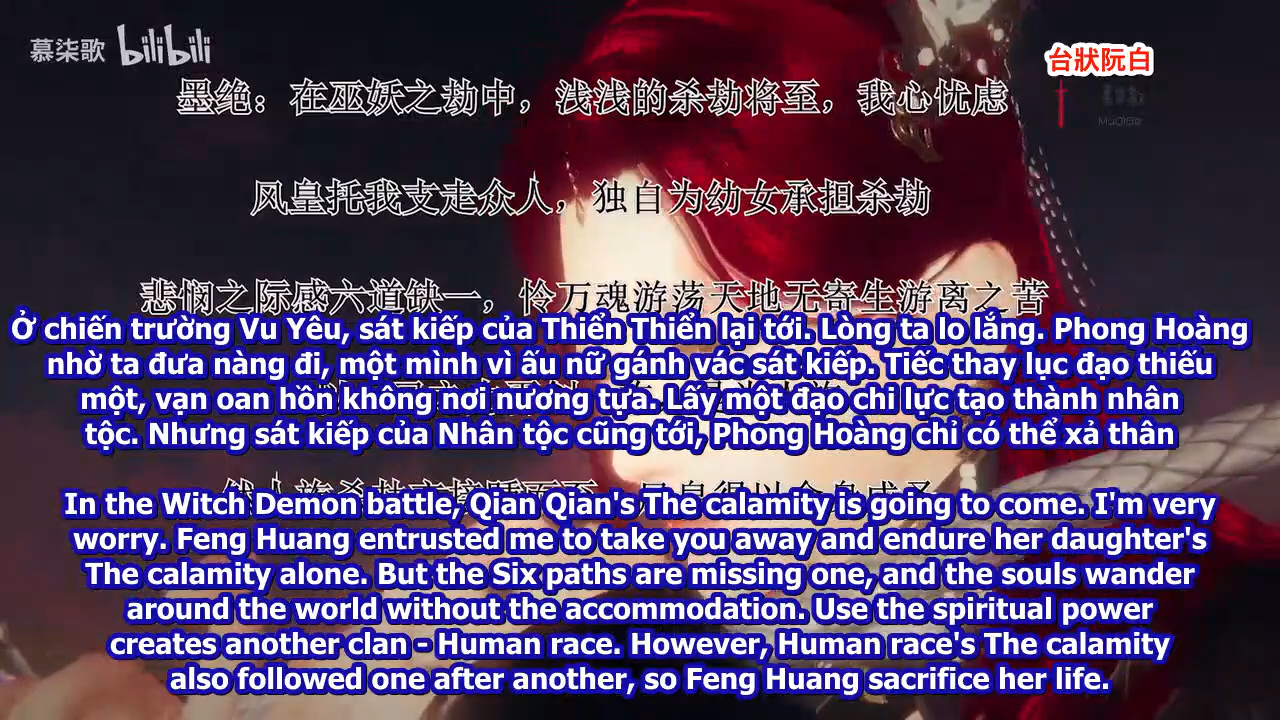 慕柒歌 bilibili
台狀阮白
墨绝：在巫妖之劫中，浅浅的杀劫将至，我心忧虑
MuQiGe
凤皇托我支走众人，独自为幼女承担杀劫
悲悯之际感六道缺一，怜万魂游荡天地无寄生游离之苦
Ở chiến trường Vu Yêu, sát kiếp của Thiển Thiển lại tới. Lòng ta lo lắng. Phong Hoàng
nhờ ta đưa nàng đi, một mình vì ấu nữ gánh vác sát kiếp. Tiếc thay lục đạo thiếu
một, vạn oan hồn không nơi nương tựa. Lấy một đạo chi lực tạo thành nhân
tộc. Nhưng sát kiếp của Nhân tộc cũng tới, Phong Hoàng chỉ có thể xả thân
In the Witch Demon battle, Qian Qian's The calamity is going to come. I'm very
worry. Feng Huang entrusted me to take you away and endure her daughter's
The calamity alone. But the Six paths are missing one, and the souls wander
around the world without the accommodation. Use the spiritual power
creates another clan - Human race. However, Human race's The calamity
also followed one after another, so Feng Huang sacrifice her life.